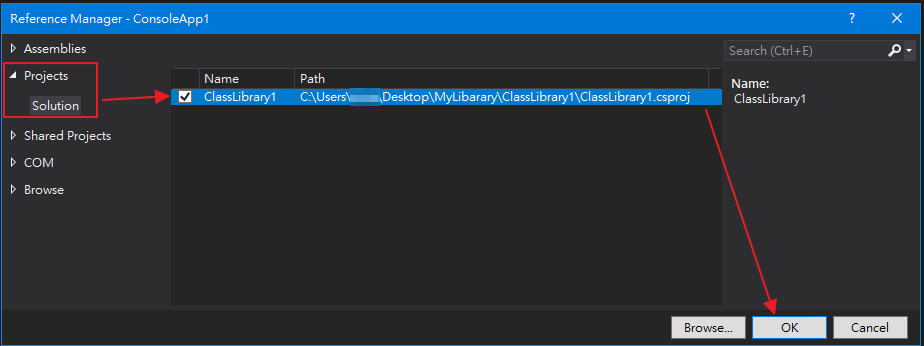 Reference Manager - ConsoleApp1
?
Assemblies
Projects
Solution
Shared Projects
COM
Browse
Name Path
ClassLibrary1 C:\Users\ \Desktop\MyLibarary\ClassLibrary1\ClassLibrary1.csproj
Search (Ctrl+E)
Name:
ClassLibrary1
Browse... OK Cancel